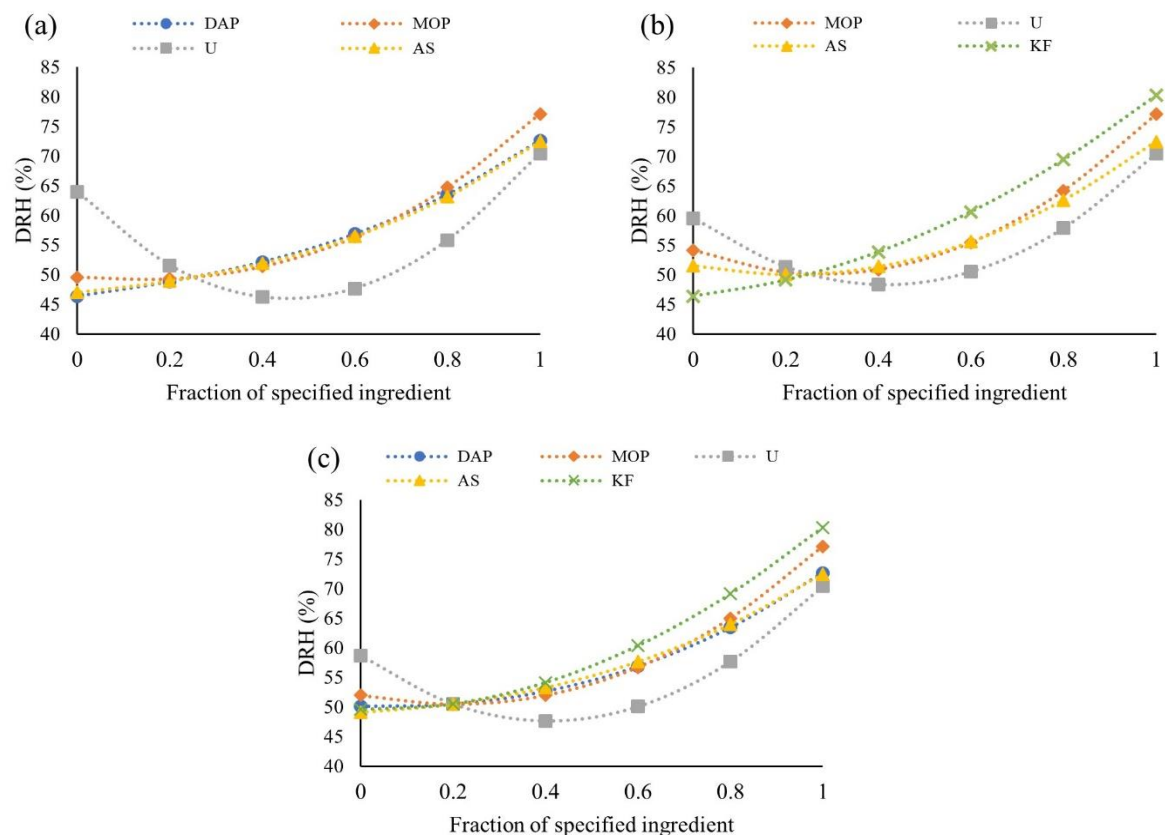 (a)
DAP MOP
U AS
85
80
75
70
65
60
55
50
45
40
DRH (%)
0 0.2 0.4 0.6 0.8 1
Fraction of specified ingredient
(b)
MOP U
AS KF
85
80
75
70
65
60
55
50
45
40
DRH (%)
0 0.2 0.4 0.6 0.8 1
Fraction of specified ingredient
(c)
DAP MOP U
AS KF
85
80
75
70
65
60
55
50
45
40
DRH (%)
0 0.2 0.4 0.6 0.8 1
Fraction of specified ingredient